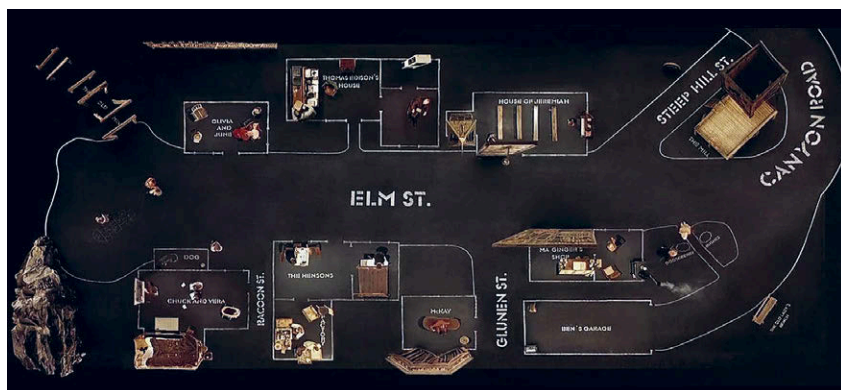 THOMAS EDISON'S
HOUSE
OLIVIA
AND
JUNE
HOUSE OF JEREMIAH
STEEP HILL ST.
CANYON ROAD
ELM ST.
DOG
CHUCK AND VERA
RACOON ST.
THE HENSONS
McKAY
GLUNEN ST.
MA GINGER'S
SHOP
BEN'S GARAGE